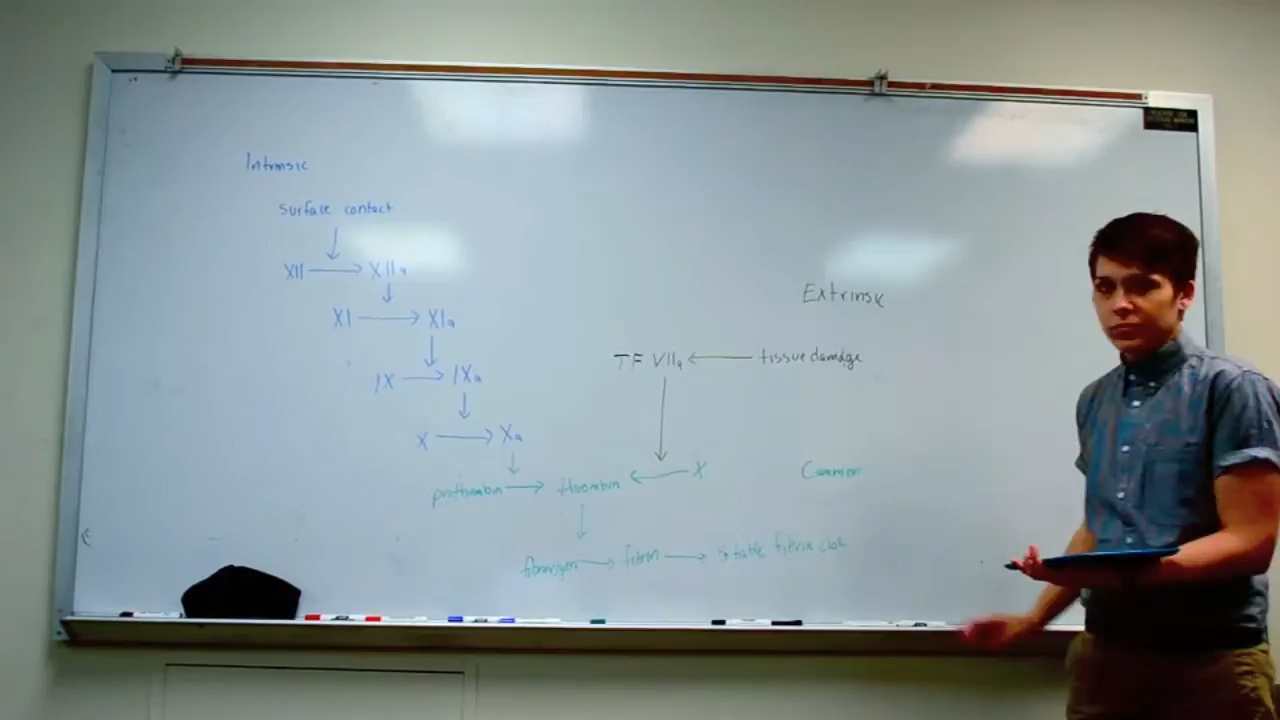 Intrinsic
surface contact
XII → XIIa
XI → XIa
Extrinsic
TF VIIa ← tissue damage
IX → IXa
X → Xa
prothrombin → thrombin ← X
Common
fibrinogen → fibrin → stable fibrin clot